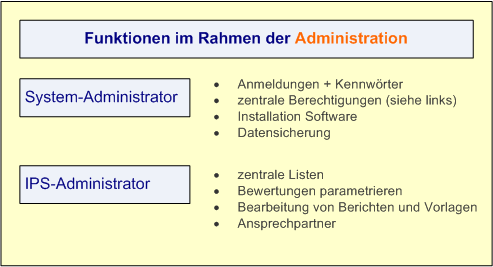 Funktionen im Rahmen der Administration
System-Administrator
• Anmeldungen + Kennwörter
• zentrale Berechtigungen (siehe links)
• Installation Software
• Datensicherung
IPS-Administrator
• zentrale Listen
• Bewertungen parametrieren
• Bearbeitung von Berichten und Vorlagen
• Ansprechpartner